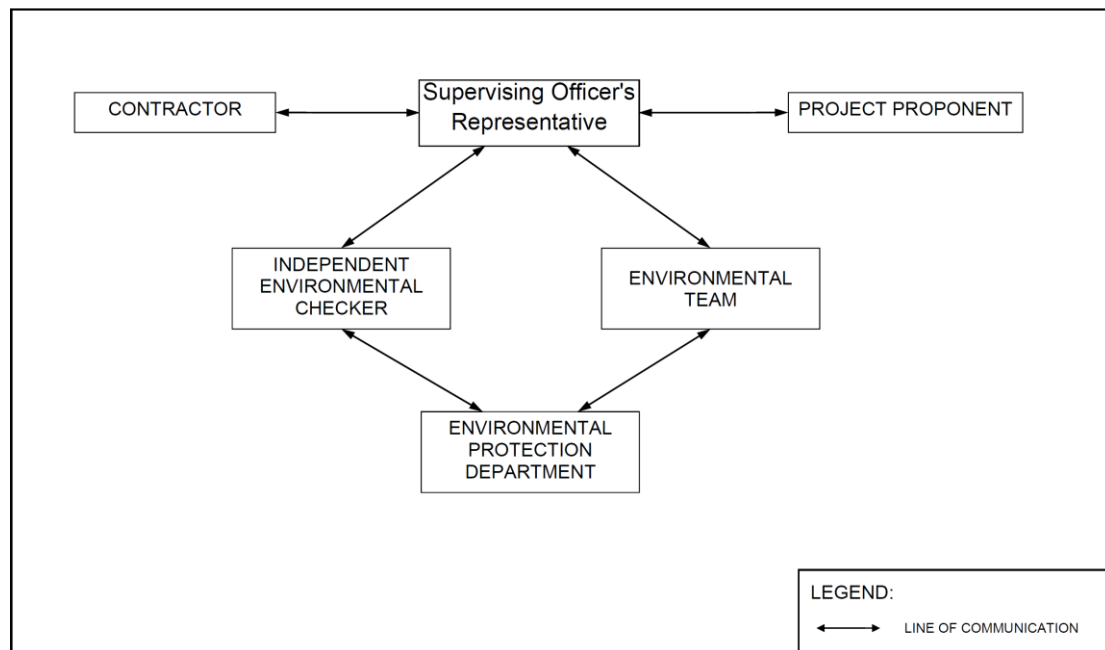 CONTRACTOR
Supervising Officer's
Representative
PROJECT PROPONENT
INDEPENDENT
ENVIRONMENTAL
CHECKER
ENVIRONMENTAL
TEAM
ENVIRONMENTAL
PROTECTION
DEPARTMENT
LEGEND:
LINE OF COMMUNICATION